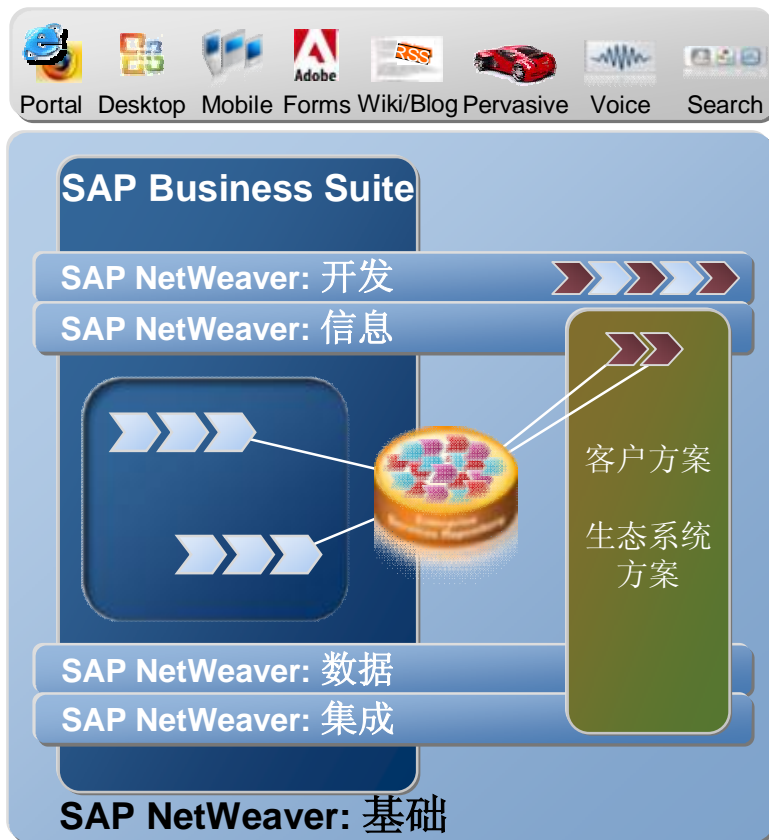 RSS
Adobe
Portal Desktop Mobile Forms Wiki/Blog Pervasive Voice Search
SAP Business Suite
SAP NetWeaver: 开发
SAP NetWeaver: 信息
客户方案
生态系统
方案
SAP NetWeaver: 数据
SAP NetWeaver: 集成
SAP NetWeaver: 基础